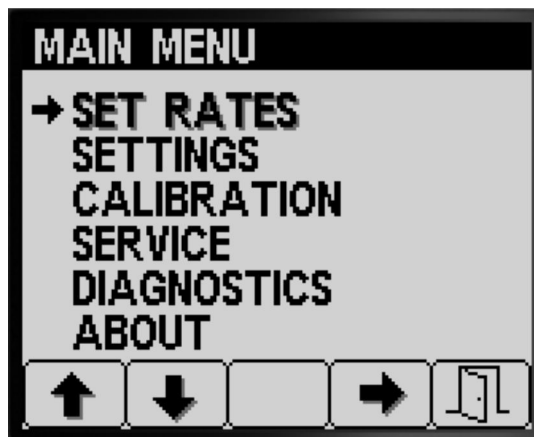 MAIN MENU
SET RATES
SETTINGS
CALIBRATION
SERVICE
DIAGNOSTICS
ABOUT